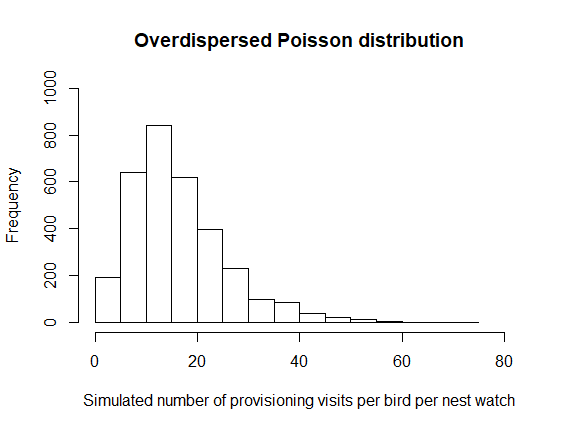 Overdispersed Poisson distribution
Frequency
1000
800
600
400
200
0
0 20 40 60 80
Simulated number of provisioning visits per bird per nest watch